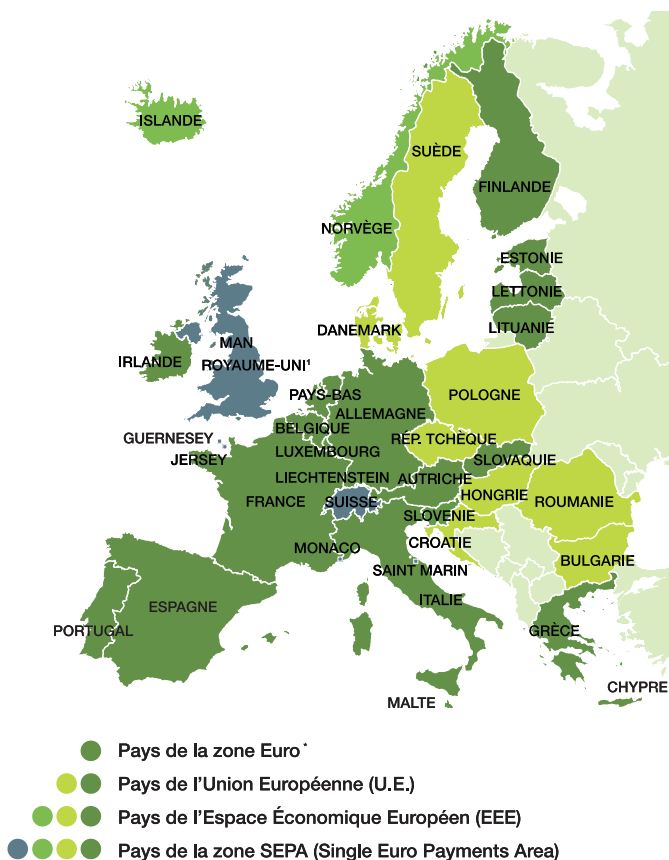 ISLANDE
SUÈDE
FINLANDE
NORVÈGE
ESTONIE
LETTONIE
LITUANIE
DANEMARK
MAN
IRLANDE
ROYAUME-UNI¹
PAYS-BAS
POLOGNE
ALLEMAGNE
BELGIQUE
GUERNESEY
RÉP. TCHÈQUE
JERSEY
LUXEMBOURG
SLOVAQUIE
LIECHTENSTEIN
AUTRICHE
HONGRIE
FRANCE
SUISSE
ROUMANIE
SLOVENIE
CROATIE
MONACO
BULGARIE
SAINT MARIN
ESPAGNE
ITALIE
PORTUGAL
GRÈCE
CHYPRE
MALTE
Pays de la zone Euro*
Pays de l'Union Européenne (U.E.)
Pays de l'Espace Économique Européen (EEE)
Pays de la zone SEPA (Single Euro Payments Area)